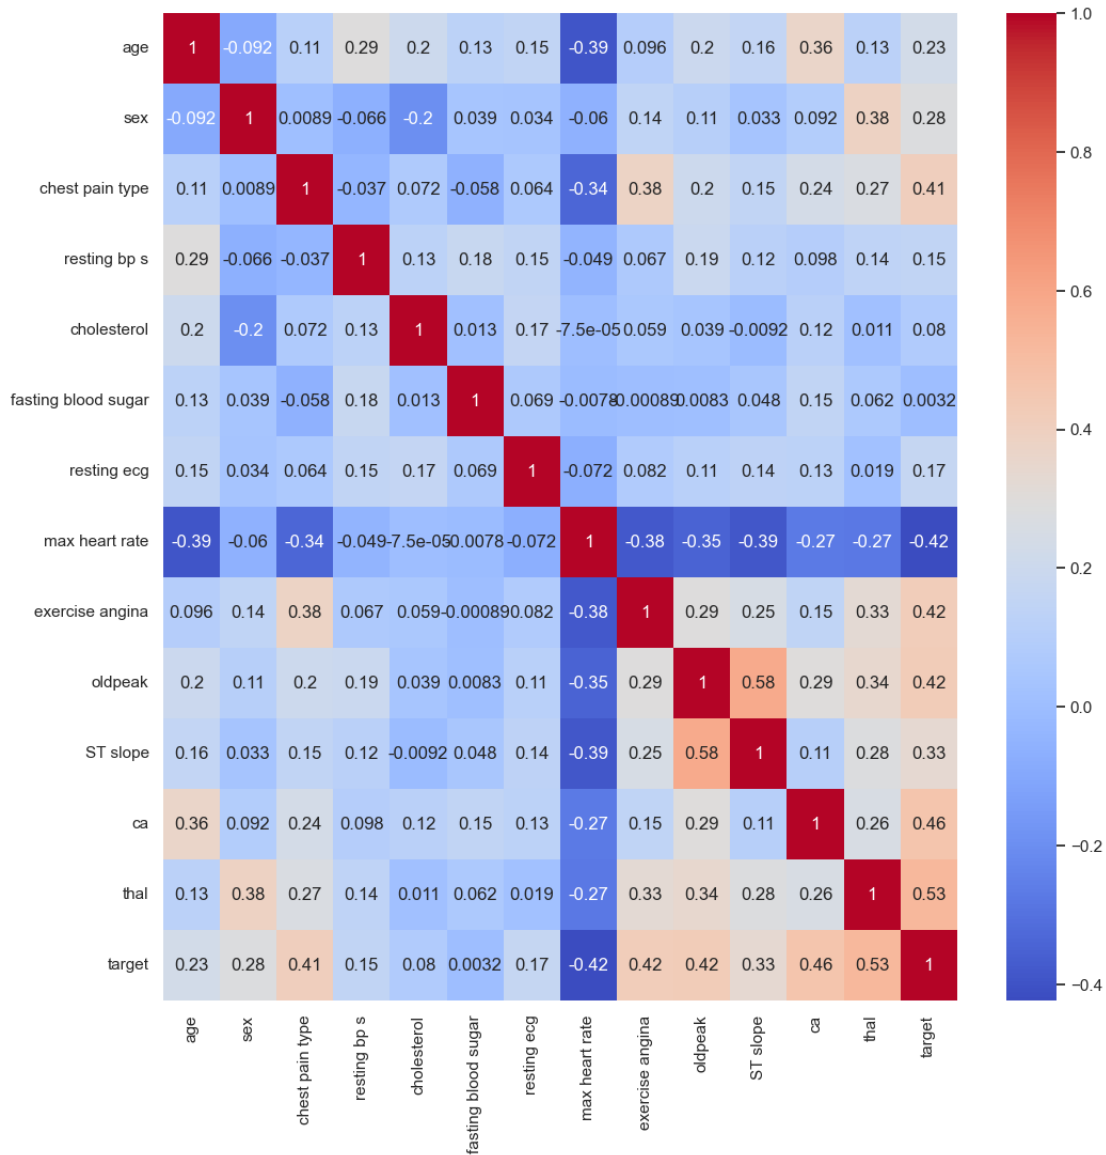 age 1 -0.092 0.11 0.29 0.2 0.13 0.15 -0.39 0.096 0.2 0.16 0.36 0.13 0.23
sex -0.092 1 0.0089 -0.066 -0.2 0.039 0.034 -0.06 0.14 0.11 0.033 0.092 0.38 0.28
chest pain type 0.11 0.0089 1 -0.037 0.072 -0.058 0.064 -0.34 0.38 0.2 0.15 0.24 0.27 0.41
resting bp s 0.29 -0.066 -0.037 1 0.13 0.18 0.15 -0.049 0.067 0.19 0.12 0.098 0.14 0.15
cholesterol 0.2 -0.2 0.072 0.13 1 0.013 0.17 -7.5e-05 0.059 0.039 -0.0092 0.12 0.011 0.08
fasting blood sugar 0.13 0.039 -0.058 0.18 0.013 1 0.069 -0.0078 -0.00089 0.0083 0.048 0.15 0.062 0.0032
resting ecg 0.15 0.034 0.064 0.15 0.17 0.069 1 -0.072 0.082 0.11 0.14 0.13 0.019 0.17
max heart rate -0.39 -0.06 -0.34 -0.049 -7.5e-05 -0.0078 -0.072 1 -0.38 -0.35 -0.39 -0.27 -0.27 -0.42
exercise angina 0.096 0.14 0.38 0.067 0.059 -0.00089 0.082 -0.38 1 0.29 0.25 0.15 0.33 0.42
oldpeak 0.2 0.11 0.2 0.19 0.039 0.0083 0.11 -0.35 0.29 1 0.58 0.29 0.34 0.42
ST slope 0.16 0.033 0.15 0.12 -0.0092 0.048 0.14 -0.39 0.25 0.58 1 0.11 0.28 0.33
ca 0.36 0.092 0.24 0.098 0.12 0.15 0.13 -0.27 0.15 0.29 0.11 1 0.26 0.46
thal 0.13 0.38 0.27 0.14 0.011 0.062 0.019 -0.27 0.33 0.34 0.28 0.26 1 0.53
target 0.23 0.28 0.41 0.15 0.08 0.0032 0.17 -0.42 0.42 0.42 0.33 0.46 0.53 1
age
sex
chest pain type
resting bp s
cholesterol
fasting blood sugar
resting ecg
max heart rate
exercise angina
oldpeak
ST slope
ca
thal
target
1.0
0.8
0.6
0.4
0.2
0.0
−0.2
−0.4